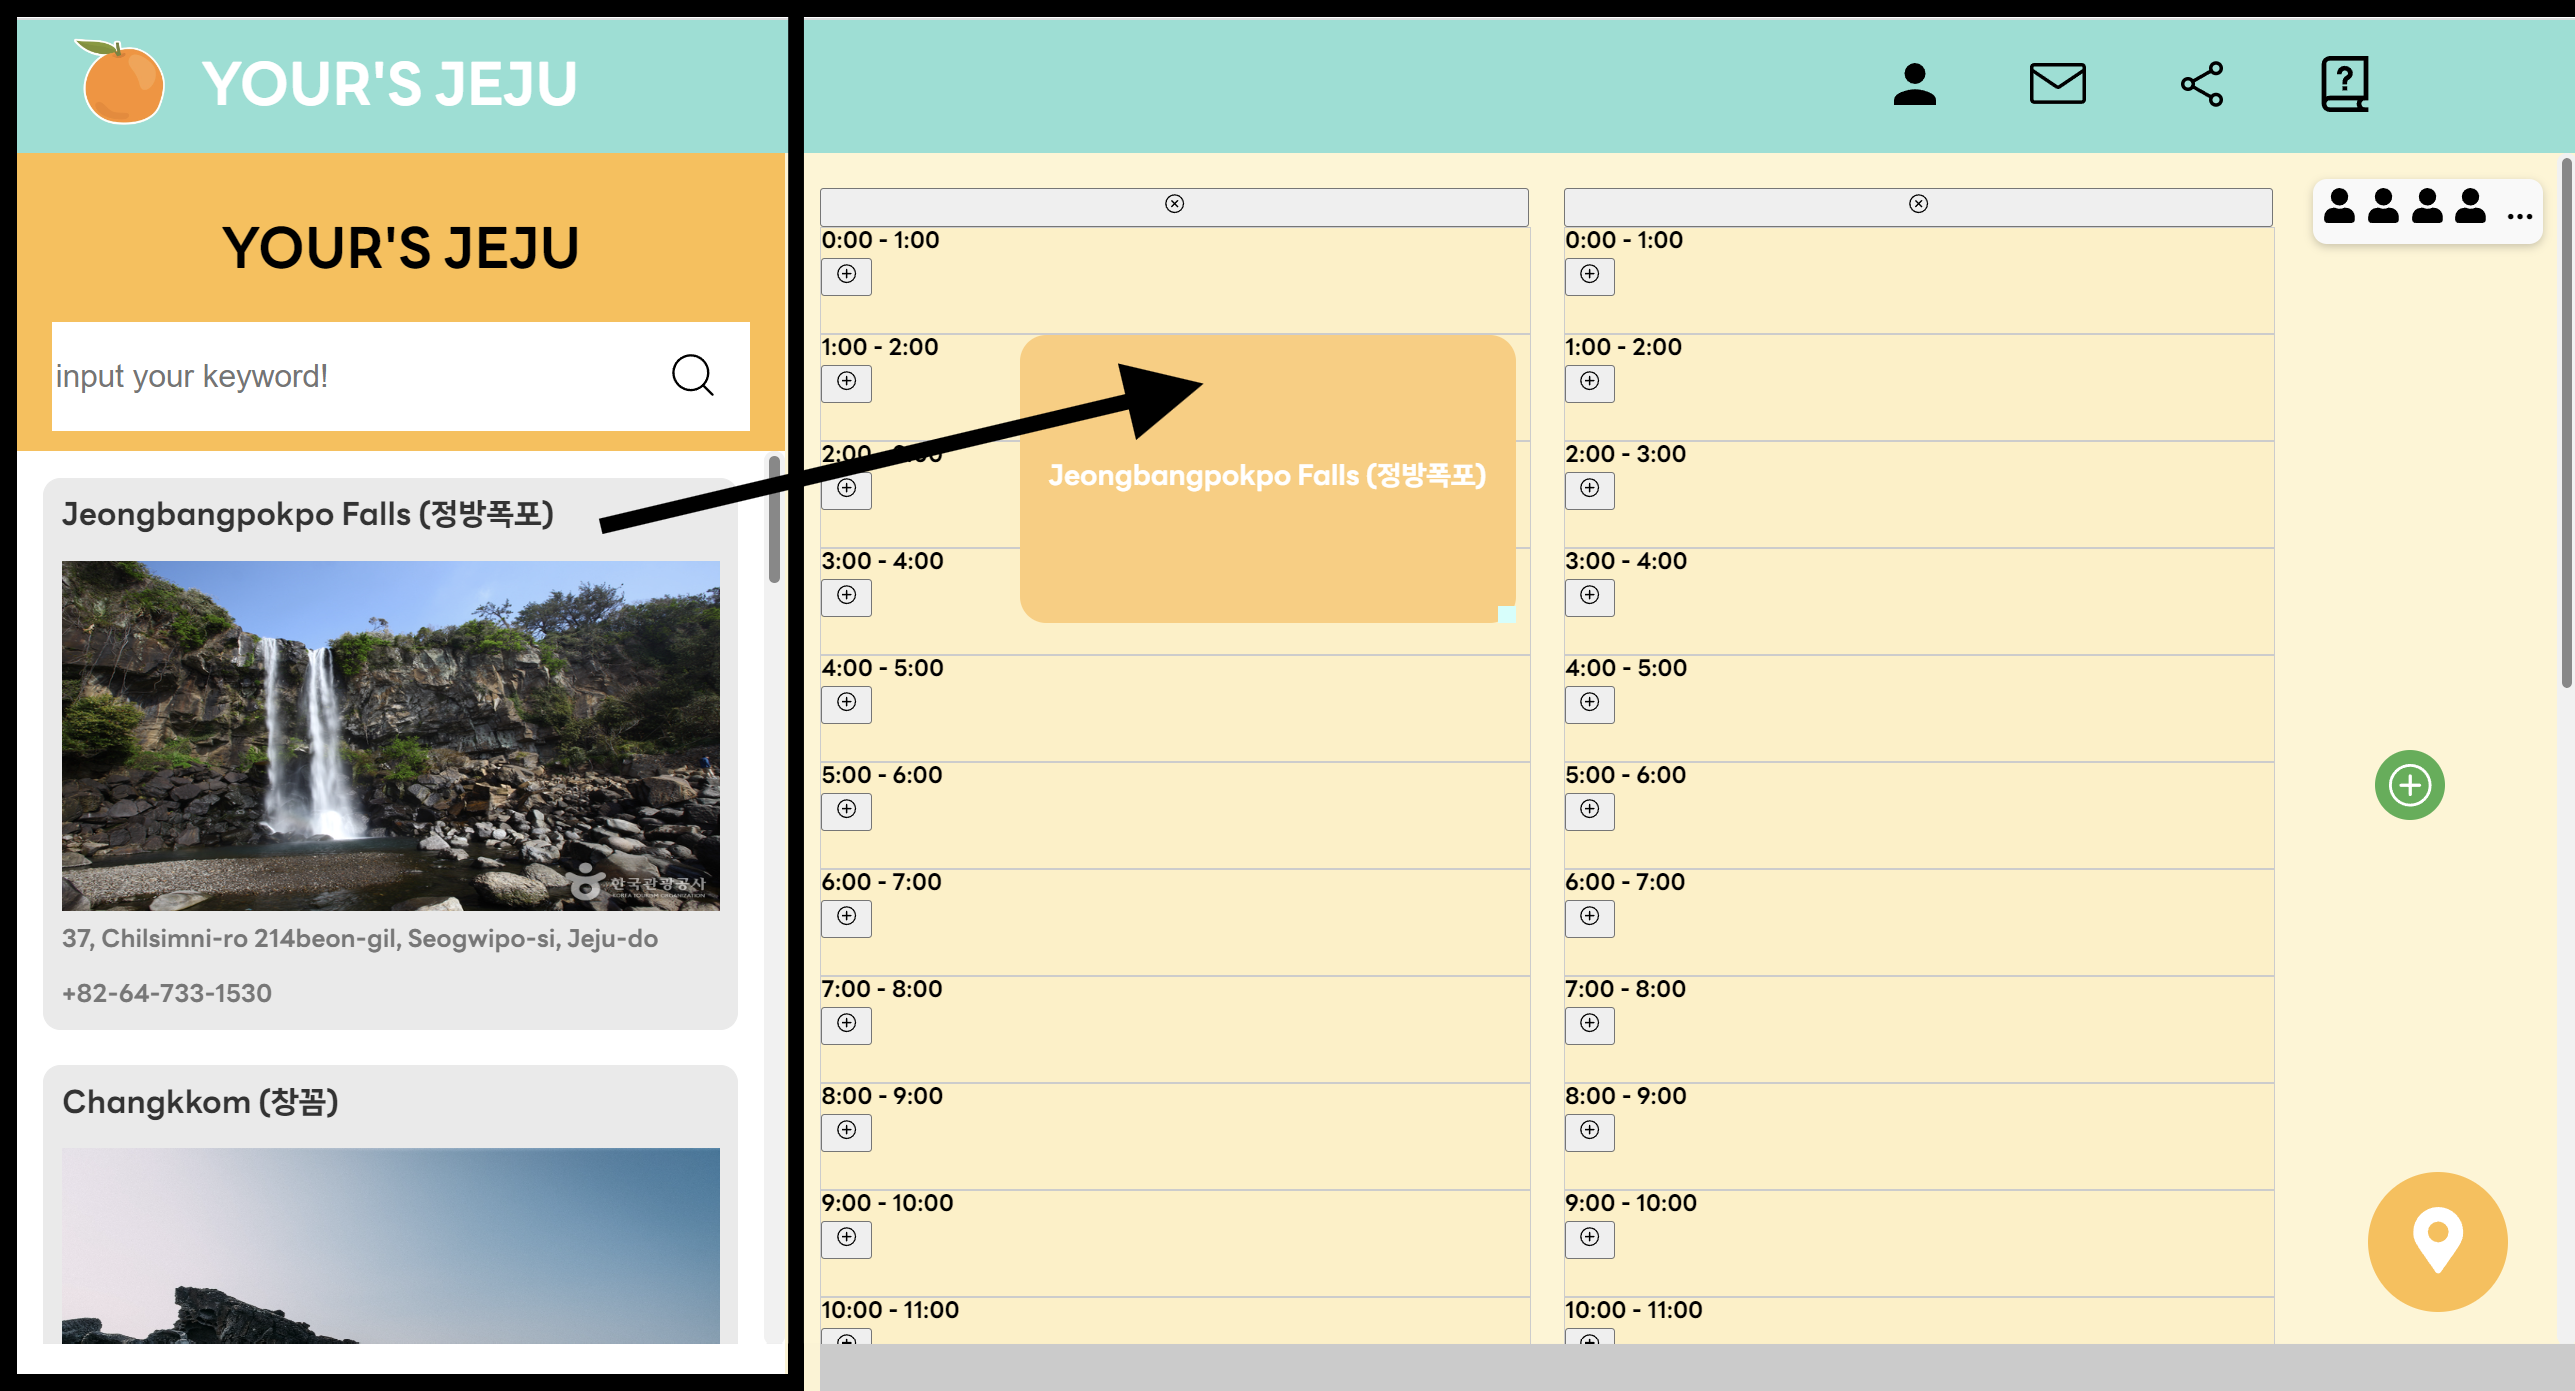 YOUR'S JEJU
YOUR'S JEJU
input your keyword!
Jeongbangpokpo Falls (정방폭포)
한국관광공사
KOREA TOURISM ORGANIZATION
37, Chilsimni-ro 214beon-gil, Seogwipo-si, Jeju-do
+82-64-733-1530
Changkkom (창꼼)
0:00 - 1:00
1:00 - 2:00
2:00
Jeongbangpokpo Falls (정방폭포)
3:00 - 4:00
4:00 - 5:00
5:00 - 6:00
6:00 - 7:00
7:00 - 8:00
8:00 - 9:00
9:00 - 10:00
10:00 - 11:00
0:00 - 1:00
1:00 - 2:00
2:00 - 3:00
3:00 - 4:00
4:00 - 5:00
5:00 - 6:00
6:00 - 7:00
7:00 - 8:00
8:00 - 9:00
9:00 - 10:00
10:00 - 11:00